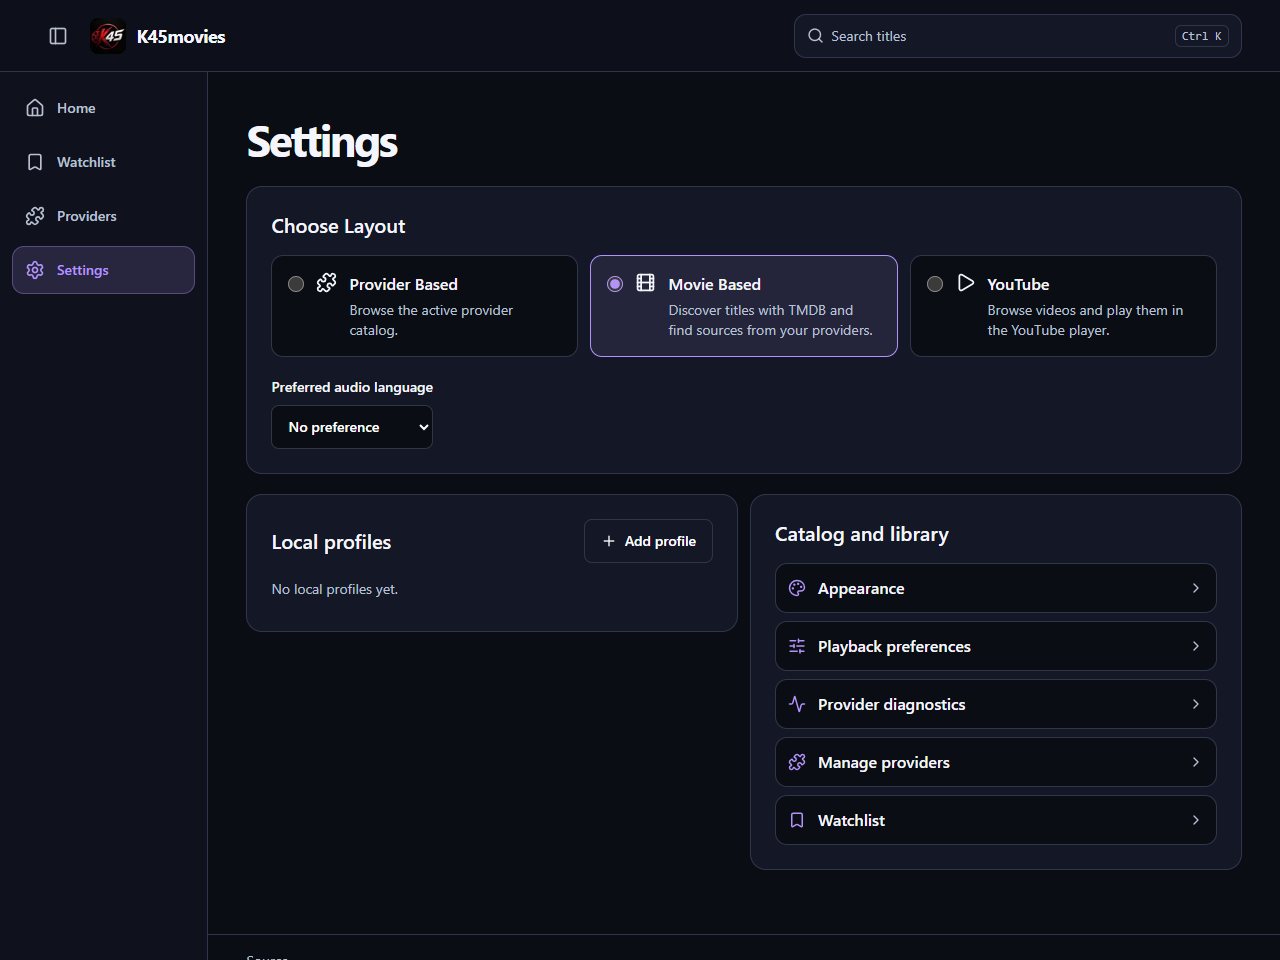 K45
K45movies
Search titles
Ctrl K
Home
Watchlist
Providers
Settings
Settings
Choose Layout
Provider Based
Browse the active provider
catalog.
Movie Based
Discover titles with TMDB and
find sources from your providers.
YouTube
Browse videos and play them in
the YouTube player.
Preferred audio language
No preference
Local profiles
Add profile
No local profiles yet.
Catalog and library
Appearance
Playback preferences
Provider diagnostics
Manage providers
Watchlist